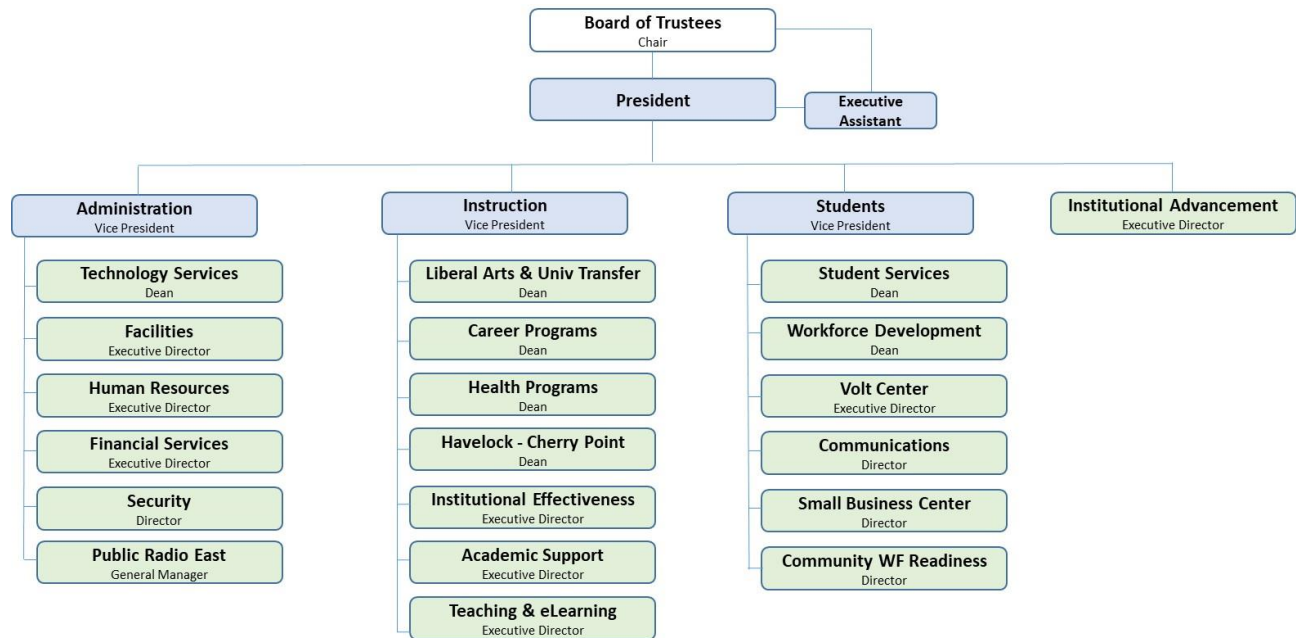 Board of Trustees
Chair
President
Executive
Assistant
Administration
Vice President
Technology Services
Dean
Facilities
Executive Director
Human Resources
Executive Director
Financial Services
Executive Director
Security
Director
Public Radio East
General Manager
Instruction
Vice President
Liberal Arts & Univ Transfer
Dean
Career Programs
Dean
Health Programs
Dean
Havelock - Cherry Point
Dean
Institutional Effectiveness
Executive Director
Academic Support
Executive Director
Teaching & eLearning
Executive Director
Students
Vice President
Student Services
Dean
Workforce Development
Dean
Volt Center
Executive Director
Communications
Director
Small Business Center
Director
Community WF Readiness
Director
Institutional Advancement
Executive Director